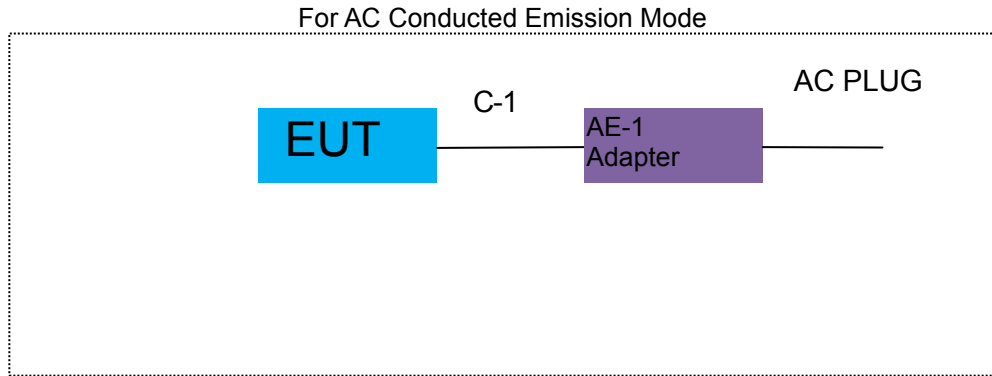 For AC Conducted Emission Mode
AC PLUG
C-1
EUT
AE-1
Adapter